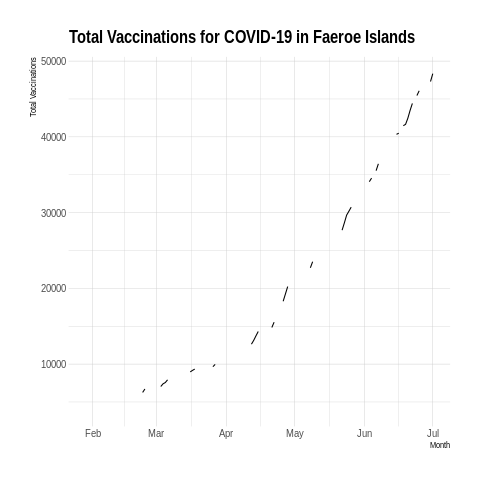 Total Vaccinations for COVID-19 in Faeroe Islands
Total Vaccinations
50000
40000
30000
20000
10000
Feb Mar Apr May Jun Jul
Month